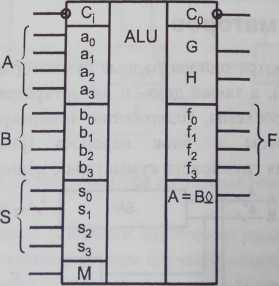 Cᵢ ALU C₀
G
H
A
a₀
a₁
a₂
a₃
B
b₀
b₁
b₂
b₃
f₀
f₁
f₂
f₃
F
S
s₀
s₁
s₂
s₃
A = B
M